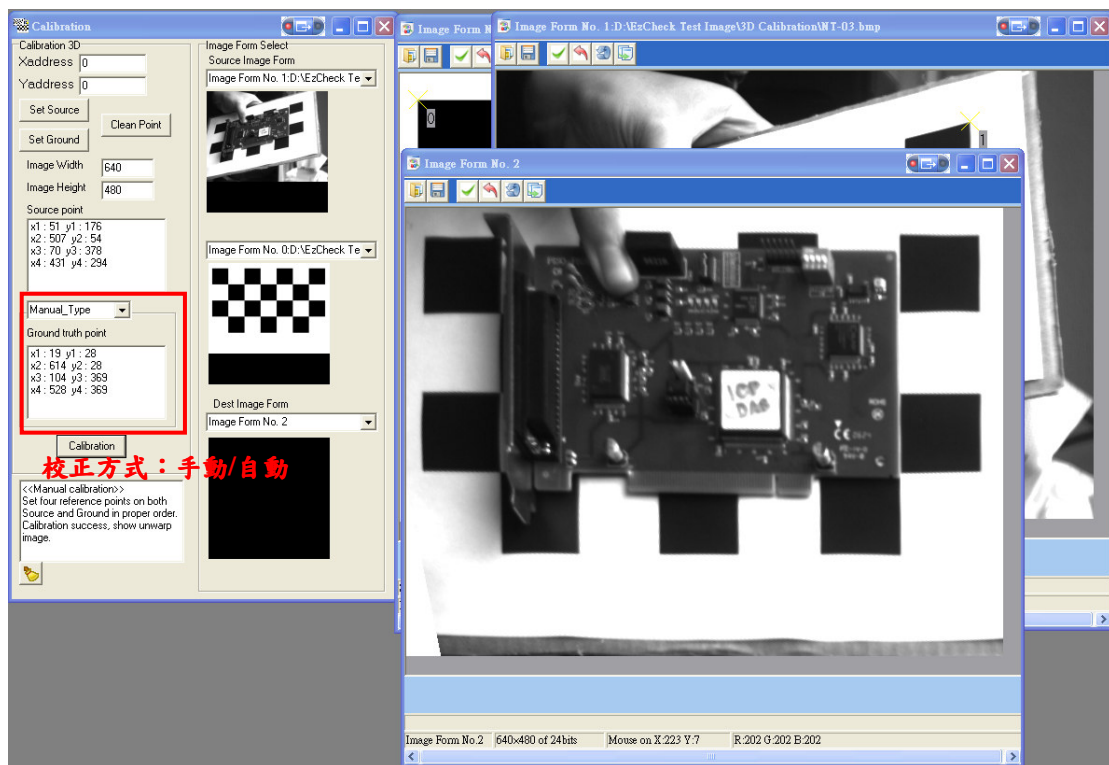 Calibration
Calibration 3D
Xaddress 0
Yaddress 0
Set Source
Clean Point
Set Ground
Image Width 640
Image Height 480
Source point
x1 : 51 y1 : 176
x2 : 507 y2 : 54
x3 : 70 y3 : 378
x4 : 431 y4 : 294
Manual_Type
Ground truth point
x1 : 19 y1 : 28
x2 : 614 y2 : 28
x3 : 104 y3 : 369
x4 : 528 y4 : 369
Calibration
校正方式：手動/自動
<<Manual calibration>>
Set four reference points on both
Source and Ground in proper order.
Calibration success, show unwarp
image.
Image Form Select
Source Image Form
Image Form No. 1:D:\EzCheck Te
Image Form No. 0:D:\EzCheck Te
Dest Image Form
Image Form No. 2
Image Form N
0
Image Form No. 1:D:\EzCheck Test Image\3D Calibration\NT-03.bmp
1
Image Form No. 2
ICP
DAS
CE
Image Form No.2 640×480 of 24bits Mouse on X:223 Y:7 R:202 G:202 B:202